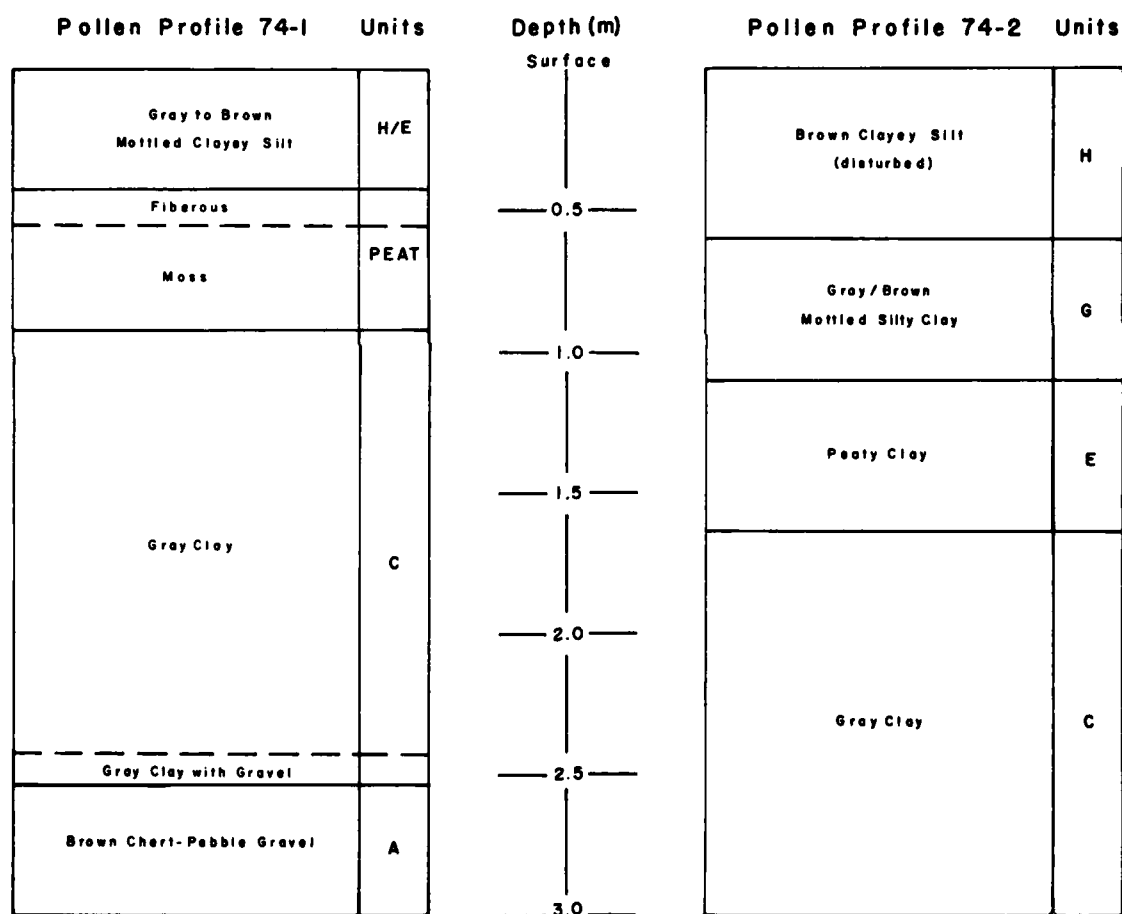 Pollen Profile 74-1 Units
Gray to Brown
Mottled Clayey Silt
H/E
Fiberous
PEAT
Moss
Gray Clay
C
Gray Clay with Gravel
Brown Chert-Pebble Gravel
A
Depth (m)
Surface
0.5
1.0
1.5
2.0
2.5
3.0
Pollen Profile 74-2 Units
Brown Clayey Silt
(disturbed)
H
Gray/Brown
Mottled Silty Clay
G
Peaty Clay
E
Gray Clay
C